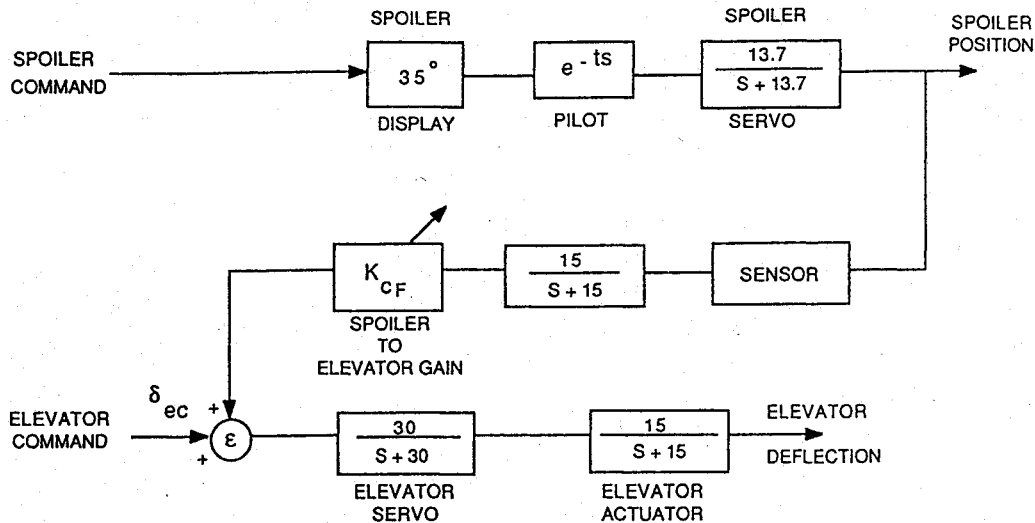 SPOILER
SPOILER
SPOILER
POSITION
SPOILER
COMMAND
35°
e - ts
13.7
S + 13.7
DISPLAY
PILOT
SERVO
K CF
15
S + 15
SENSOR
SPOILER
TO
ELEVATOR GAIN
δ ec
+
ELEVATOR
COMMAND
ε
+
30
S + 30
15
S + 15
ELEVATOR
DEFLECTION
ELEVATOR
SERVO
ELEVATOR
ACTUATOR